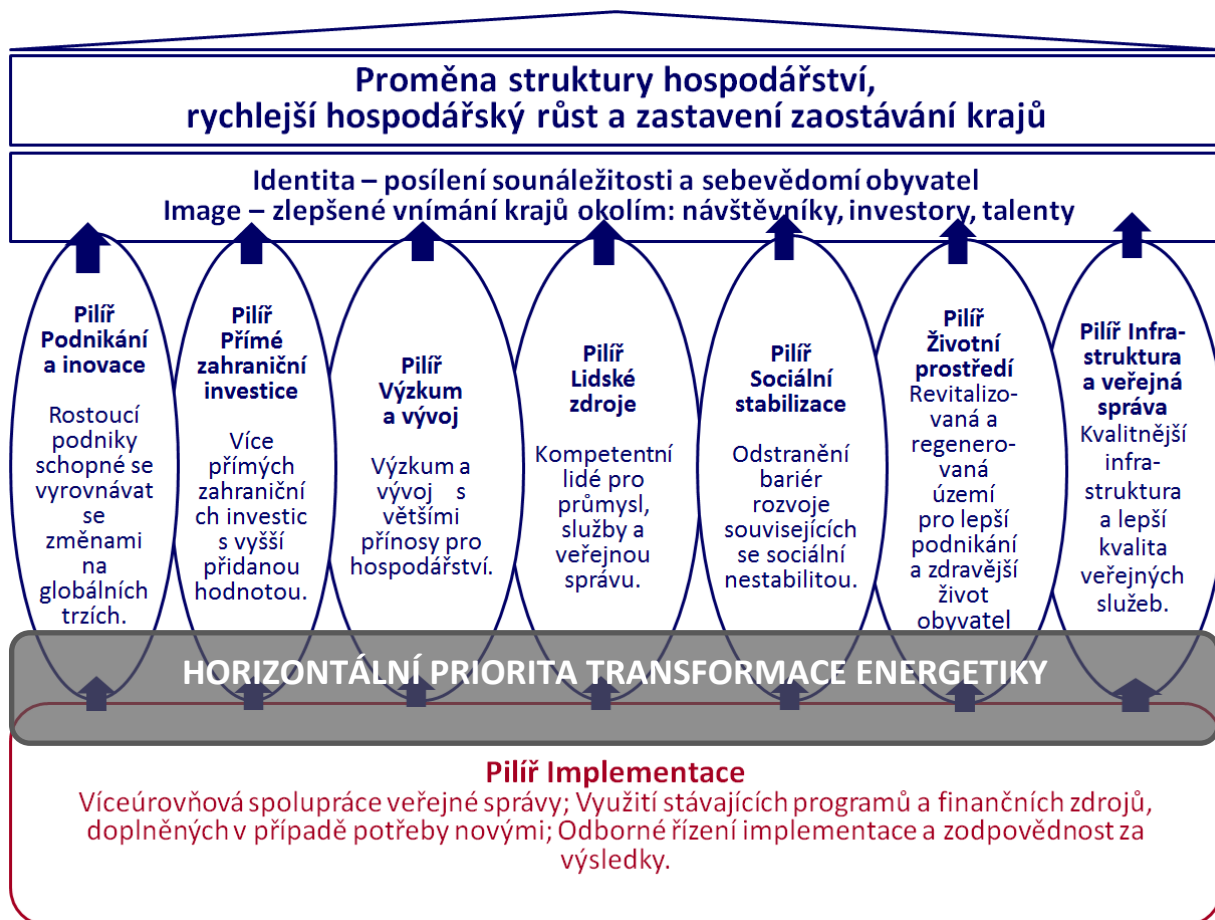 Proměna struktury hospodářství,
rychlejší hospodářský růst a zastavení zaostávání krajů
Identita – posílení sounáležitosti a sebevědomí obyvatel
Image – zlepšené vnímání krajů okolím: návštěvníky, investory, talenty
Pilíř
Podnikání
a inovace
Rostoucí
podniky
schopné se
vyrovnávat
se
změnami
na
globálních
trzích.
Pilíř
Přímé
zahraniční
investice
Více
přímých
zahraniční
ch investic
s vyšší
přidanou
hodnotou.
Pilíř
Výzkum
a vývoj
Výzkum a
vývoj s
většími
přínosy pro
hospodářství.
Pilíř
Lidské
zdroje
Kompetentní
lidé pro
průmysl,
služby a
veřejnou
správu.
Pilíř
Sociální
stabilizace
Odstranění
bariér
rozvoje
souvisejících
se sociální
nestabilitou.
Pilíř
Životní
prostředí
Revitalizo-
vaná a
regenero-
vaná
území
pro lepší
podnikání
a zdravější
život
obyvatel
Pilíř Infra-
struktura
a veřejná
správa
Kvalitnější
infra-
struktura
a lepší
kvalita
veřejných
služeb.
HORIZONTÁLNÍ PRIORITA TRANSFORMACE ENERGETIKY
Pilíř Implementace
Víceúrovňová spolupráce veřejné správy; Využití stávajících programů a finančních zdrojů,
doplněných v případě potřeby novými; Odborné řízení implementace a zodpovědnost za
výsledky.